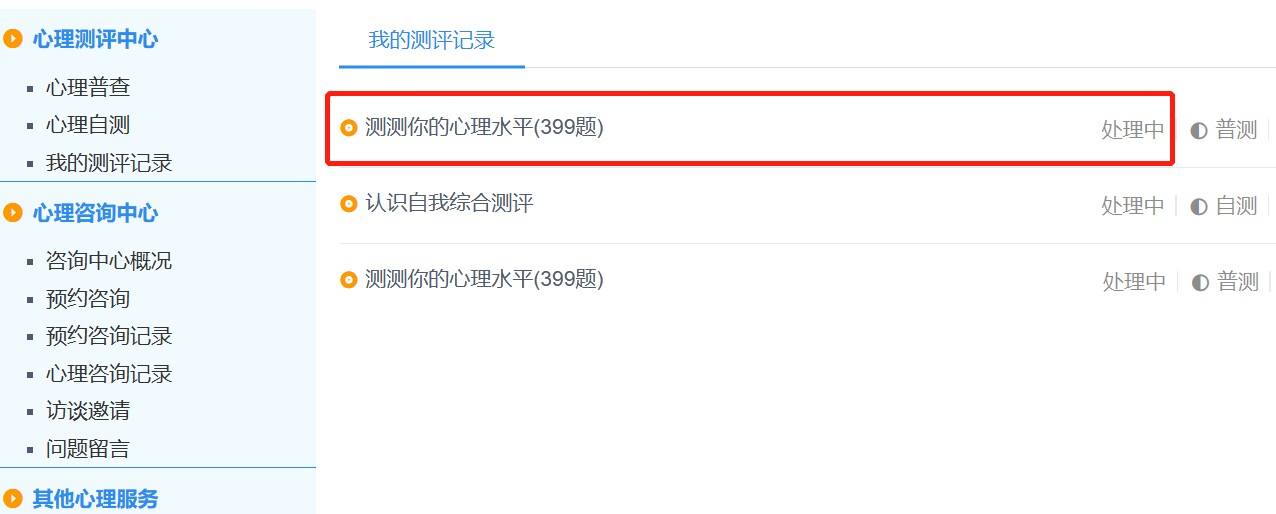 心理测评中心
心理普查
心理自测
我的测评记录
心理咨询中心
咨询中心概况
预约咨询
预约咨询记录
心理咨询记录
访谈邀请
问题留言
其他心理服务
我的测评记录
测测你的心理水平(399题) 处理中 普测
认识自我综合测评 处理中 自测
测测你的心理水平(399题) 处理中 普测